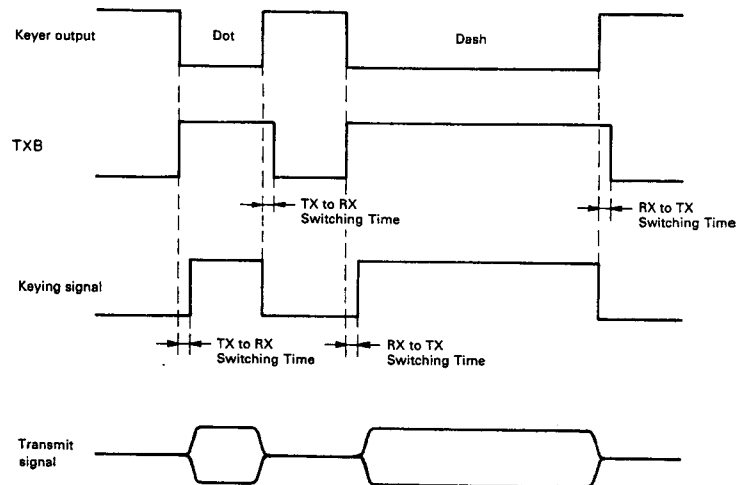 Keyer output
Dot
Dash
TXB
TX to RX
Switching Time
RX to TX
Switching Time
Keying signal
TX to RX
Switching Time
RX to TX
Switching Time
Transmit
signal